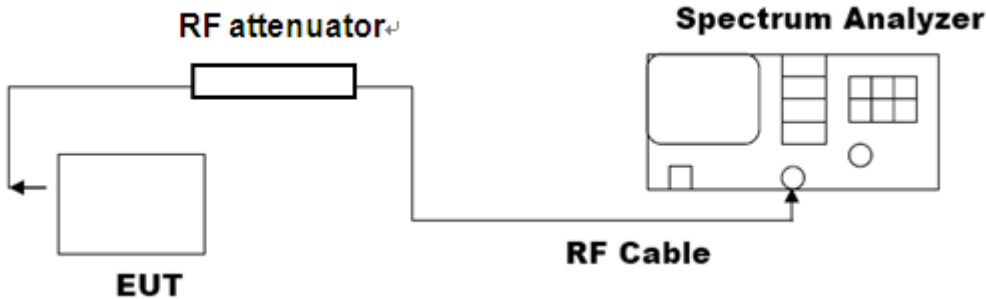 RF attenuator↵
Spectrum Analyzer
RF Cable
EUT